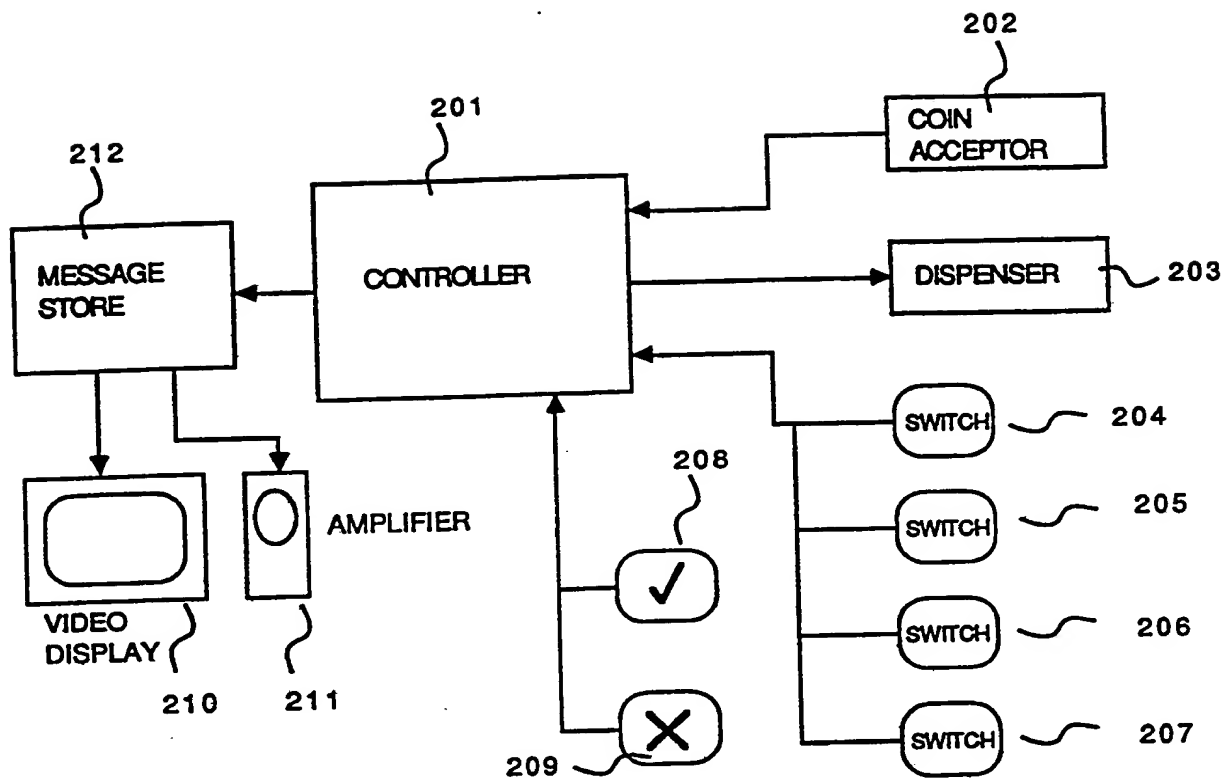 202
201
COIN
ACCEPTOR
212
MESSAGE
STORE
CONTROLLER
DISPENSER
203
SWITCH
204
208
SWITCH
205
AMPLIFIER
VIDEO
DISPLAY
210
211
SWITCH
206
209
SWITCH
207